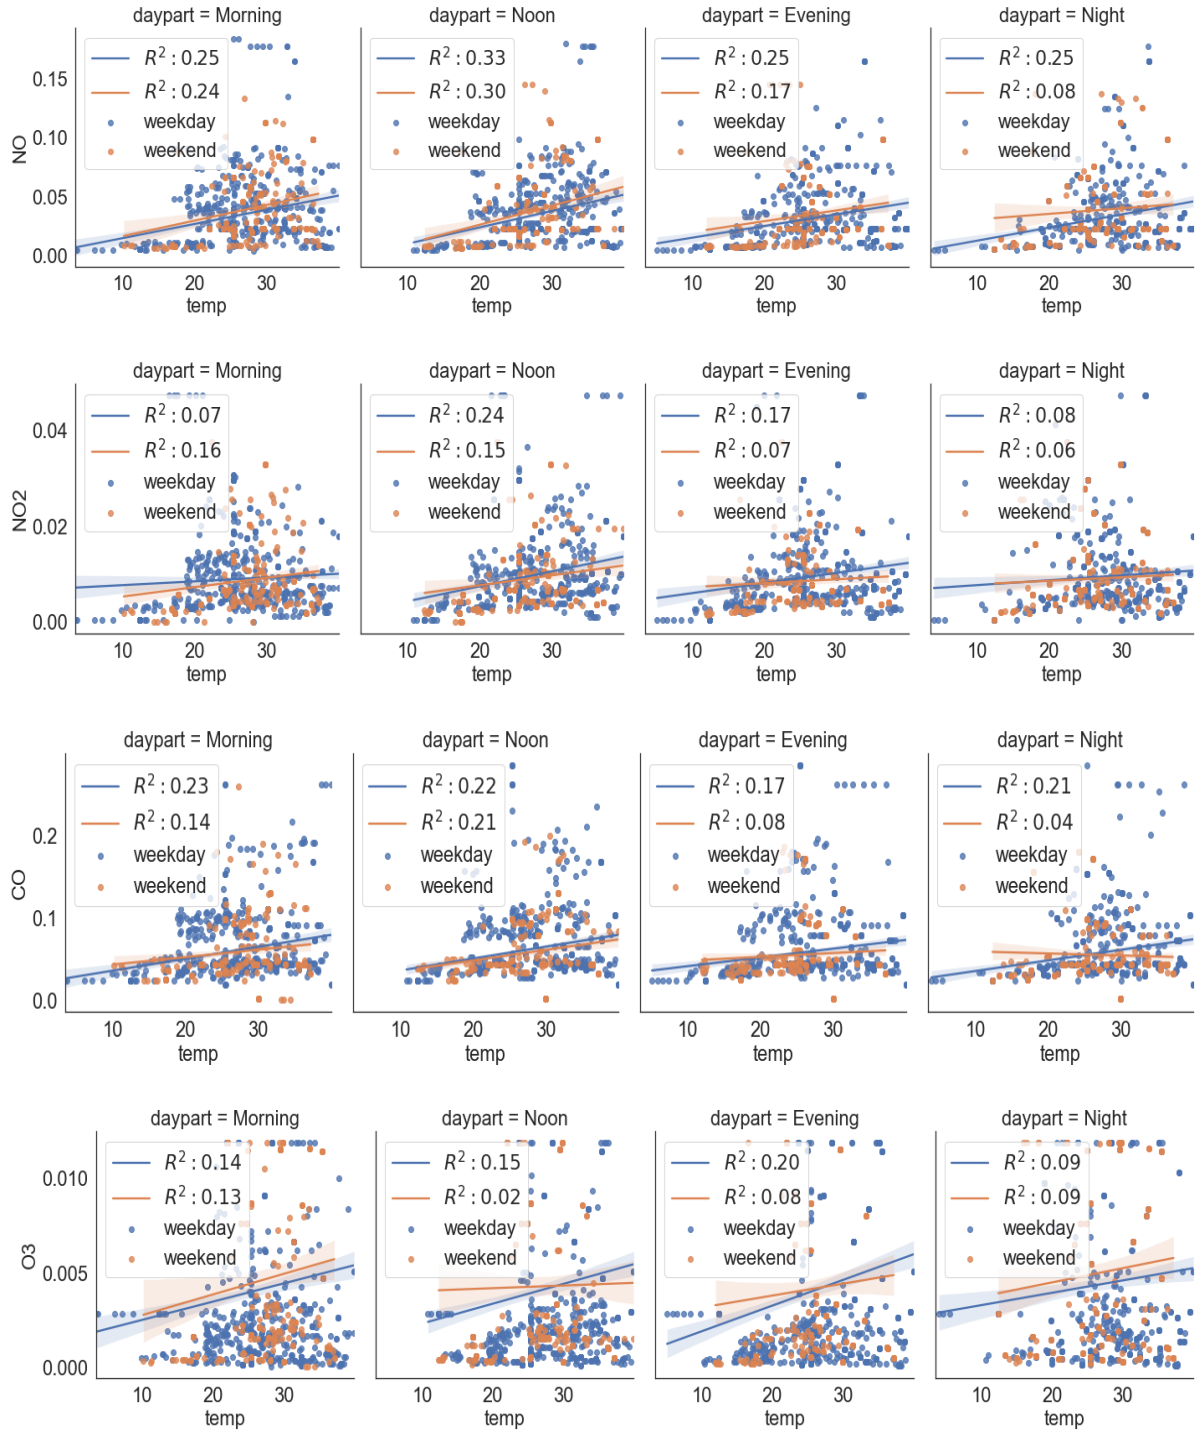 daypart = Morning daypart = Noon daypart = Evening daypart = Night
R²: 0.25 R²: 0.33 R²: 0.25 R²: 0.25
R²: 0.24 R²: 0.30 R²: 0.17 R²: 0.08
weekday weekday weekday weekday
weekend weekend weekend weekend
NO
0.15
0.10
0.05
0.00
10 20 30 10 20 30 10 20 30 10 20 30
temp temp temp temp
daypart = Morning daypart = Noon daypart = Evening daypart = Night
R²: 0.07 R²: 0.24 R²: 0.17 R²: 0.08
R²: 0.16 R²: 0.15 R²: 0.07 R²: 0.06
weekday weekday weekday weekday
weekend weekend weekend weekend
NO2
0.04
0.02
0.00
10 20 30 10 20 30 10 20 30 10 20 30
temp temp temp temp
daypart = Morning daypart = Noon daypart = Evening daypart = Night
R²: 0.23 R²: 0.22 R²: 0.17 R²: 0.21
R²: 0.14 R²: 0.21 R²: 0.08 R²: 0.04
weekday weekday weekday weekday
weekend weekend weekend weekend
CO
0.2
0.1
0.0
10 20 30 10 20 30 10 20 30 10 20 30
temp temp temp temp
daypart = Morning daypart = Noon daypart = Evening daypart = Night
R²: 0.14 R²: 0.15 R²: 0.20 R²: 0.09
R²: 0.13 R²: 0.02 R²: 0.08 R²: 0.09
weekday weekday weekday weekday
weekend weekend weekend weekend
O3
0.010
0.005
0.000
10 20 30 10 20 30 10 20 30 10 20 30
temp temp temp temp